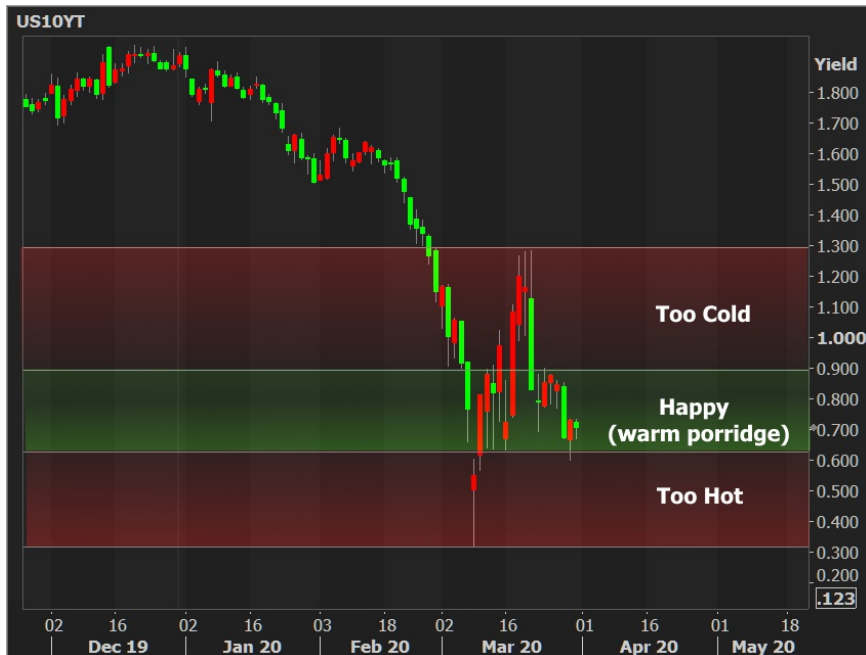 US10YT
Yield
1.800
1.700
1.600
1.500
1.400
1.300
1.200
1.100
1.000
0.900
0.800
0.700
0.600
0.500
0.400
0.300
0.200
.123
Too Cold
Happy
(warm porridge)
Too Hot
02 16 02 16 03 18 02 16 01 16 01 18
Dec 19 Jan 20 Feb 20 Mar 20 Apr 20 May 20